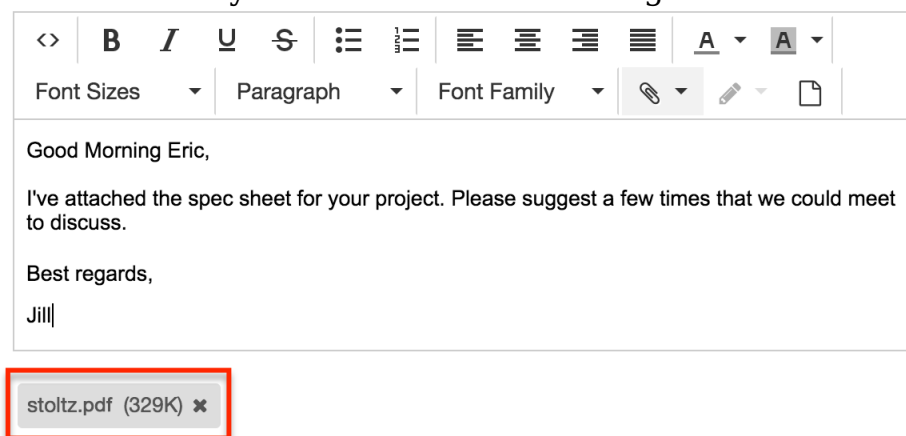 <> B I U S A A
Font Sizes Paragraph Font Family
Good Morning Eric,
I've attached the spec sheet for your project. Please suggest a few times that we could meet
to discuss.
Best regards,
Jill
stoltz.pdf (329K) ✖